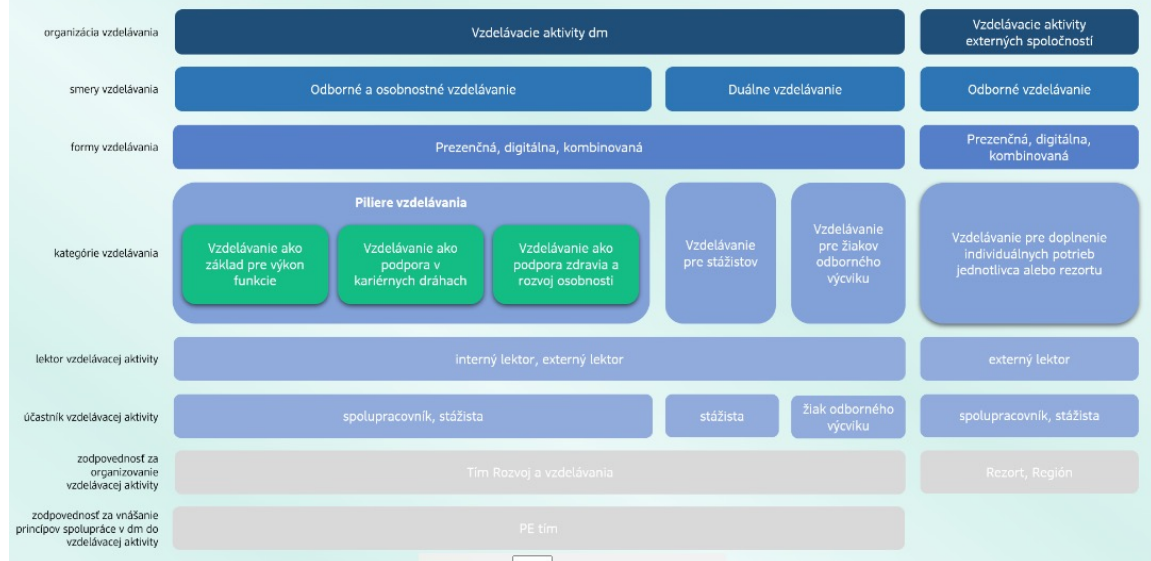 organizácia vzdelávania
Vzdelávacie aktivity dm
Vzdelávacie aktivity
externých spoločností
smery vzdelávania
Odborné a osobnostné vzdelávanie
Duálne vzdelávanie
Odborné vzdelávanie
formy vzdelávania
Prezenčná, digitálna, kombinovaná
Prezenčná, digitálna,
kombinovaná
kategórie vzdelávania
Piliere vzdelávania
Vzdelávanie ako
základ pre výkon
funkcie
Vzdelávanie ako
podpora v
kariérnych dráhach
Vzdelávanie ako
podpora zdravia a
rozvoj osobnosti
Vzdelávanie
pre stážistov
Vzdelávanie
pre žiakov
odborného
výcviku
Vzdelávanie pre doplnenie
individuálnych potrieb
jednotlivca alebo rezortu
lektor vzdelávacej aktivity
interný lektor, externý lektor
externý lektor
účastník vzdelávacej aktivity
spolupracovník, stážista
stážista
žiak odborného
výcviku
spolupracovník, stážista
zodpovednosť za
organizovanie
vzdelávacej aktivity
Tím Rozvoj a vzdelávania
Rezort, Región
zodpovednosť za vnášanie
princípov spolupráce v dm do
vzdelávacej aktivity
PE tím